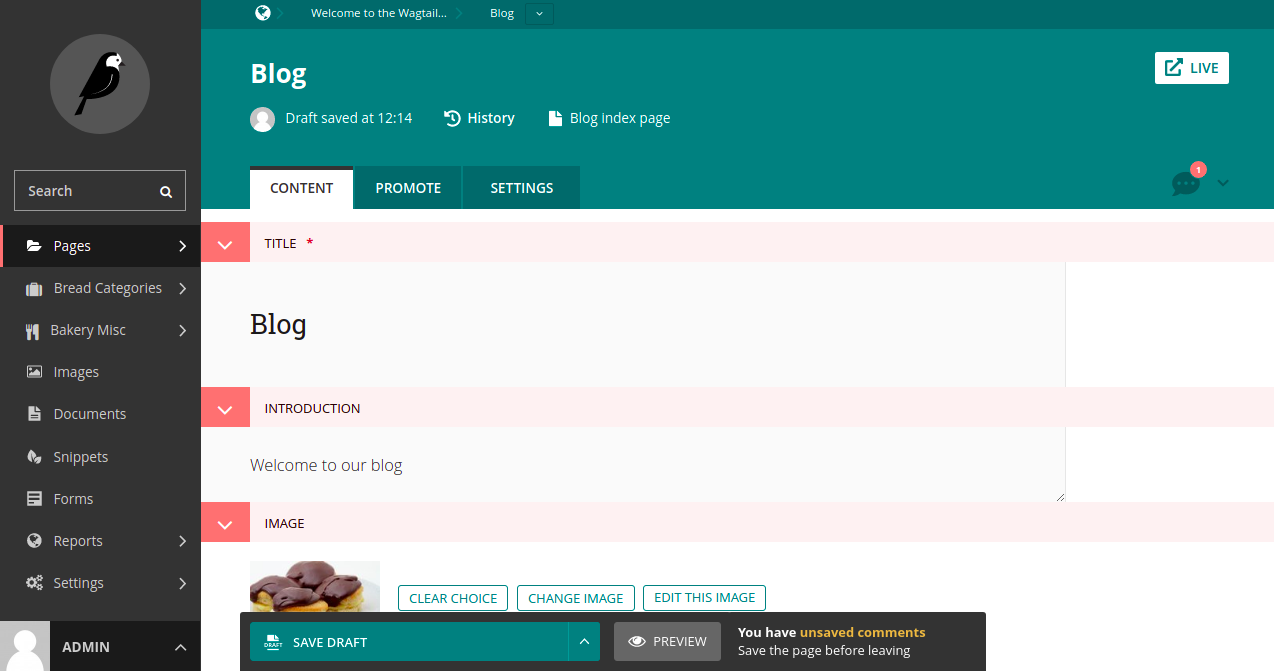 Welcome to the Wagtail... Blog
Blog
LIVE
Draft saved at 12:14 History Blog index page
CONTENT PROMOTE SETTINGS
1
Search
Pages
Bread Categories
Bakery Misc
Images
Documents
Snippets
Forms
Reports
Settings
ADMIN
TITLE *
Blog
INTRODUCTION
Welcome to our blog
IMAGE
CLEAR CHOICE CHANGE IMAGE EDIT THIS IMAGE
DRAFT SAVE DRAFT PREVIEW
You have unsaved comments
Save the page before leaving